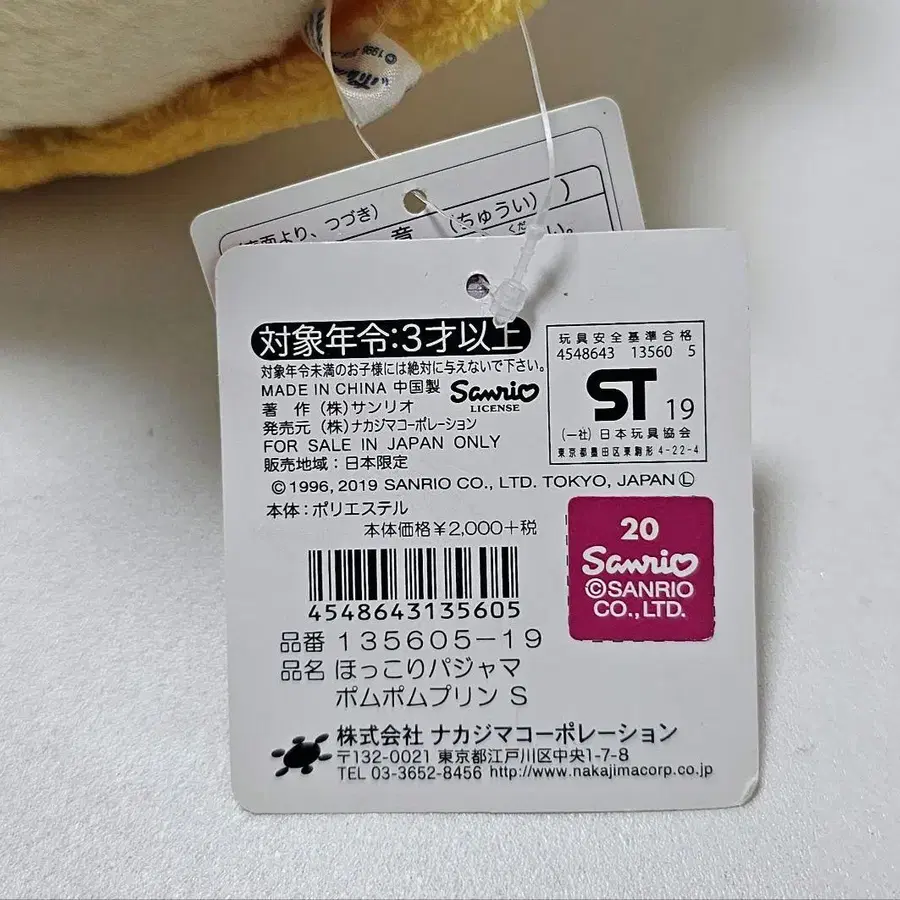 © 1996
面より、つづき)
意
(ちゅうい)
くだ
い。
対象年令:3才以上
対象年令未満のお子様には絶対に与えないで下さい。
MADE IN CHINA 中国製
著 作 (株)サンリオ
Sanrio
LICENSE
発売元 (株)ナカジマコーポレーション
FOR SALE IN JAPAN ONLY
販売地域:日本限定
玩具安全基準合格
4548643 13560 5
ST 19
(一社)日本玩具協会
東京都墨田区東駒形4-22-4
©1996, 2019 SANRIO CO., LTD. TOKYO, JAPAN Ⓛ
本体:ポリエステル
本体価格¥2,000+税
20
Sanrio
©SANRIO
CO.,LTD.
4548643135605
品番 135605-19
品名 ほっこりパジャマ
ポムポムプリン S
株式会社 ナカジマコーポレーション
〒132-0021 東京都江戸川区中央1-7-8
TEL 03-3652-8456 http://www.nakajimacorp.co.jp